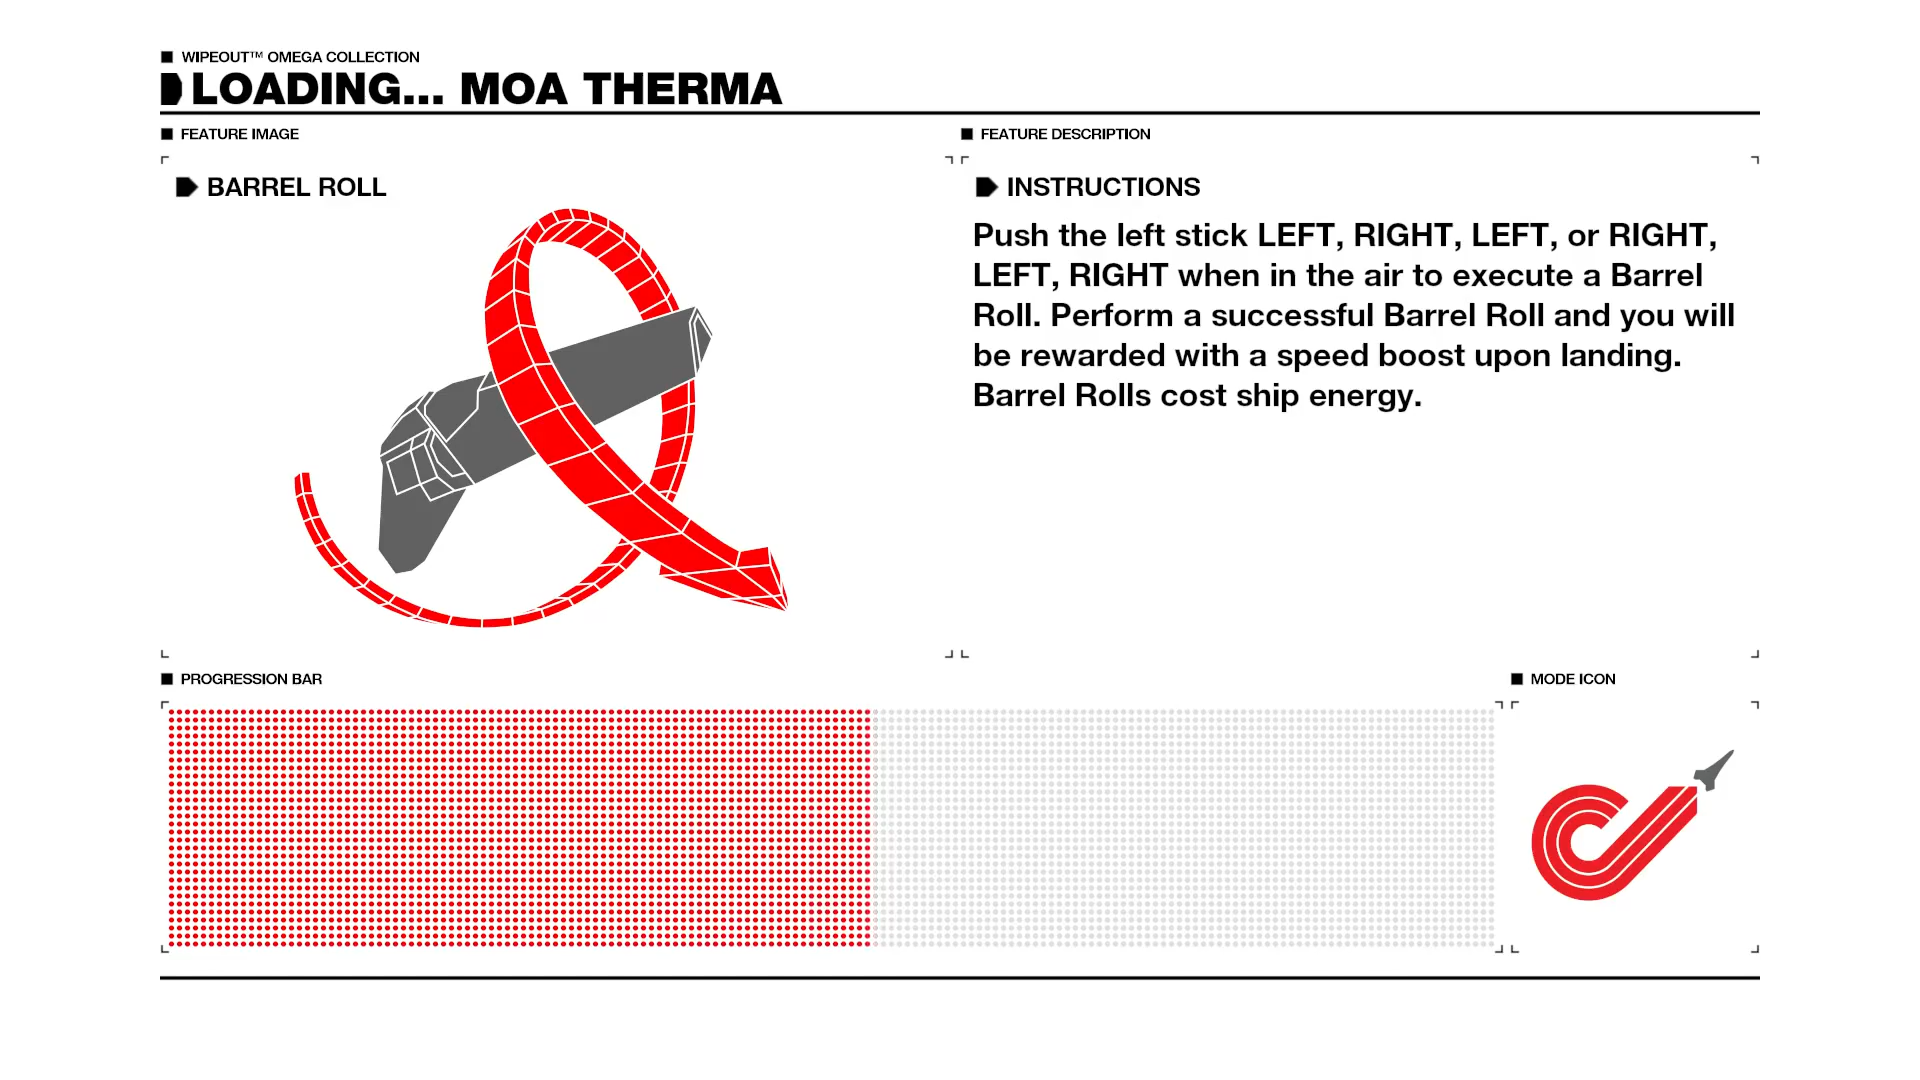 WIPEOUT™ OMEGA COLLECTION
LOADING... MOA THERMA
FEATURE IMAGE
BARREL ROLL
FEATURE DESCRIPTION
INSTRUCTIONS
Push the left stick LEFT, RIGHT, LEFT, or RIGHT,
LEFT, RIGHT when in the air to execute a Barrel
Roll. Perform a successful Barrel Roll and you will
be rewarded with a speed boost upon landing.
Barrel Rolls cost ship energy.
PROGRESSION BAR
MODE ICON